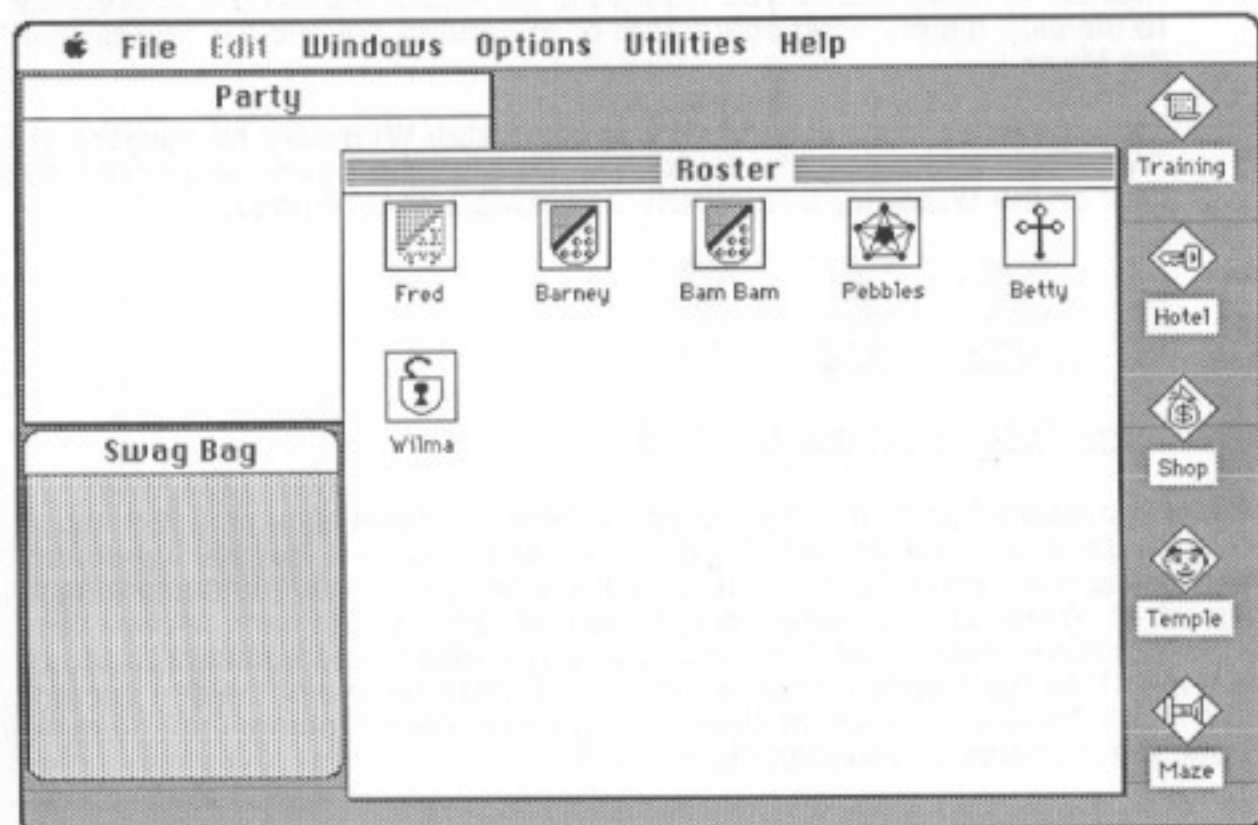 File Edit Windows Options Utilities Help
Party
Roster
Training
Fred Barney Bam Bam Pebbles Betty
Hotel
Wilma
Swag Bag
Shop
Temple
Maze